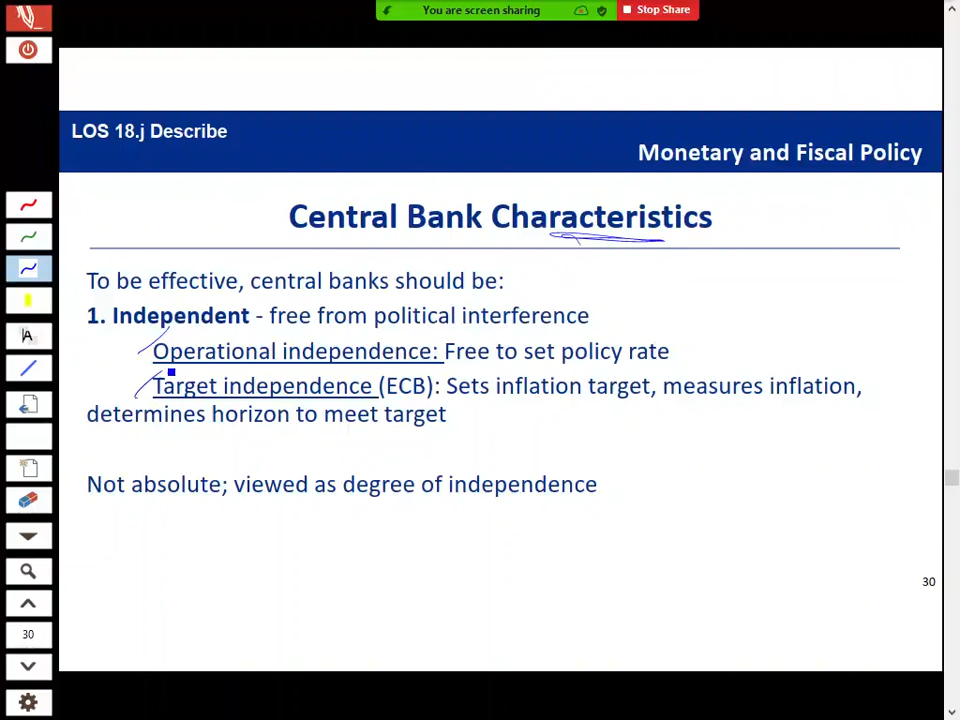 You are screen sharing
Stop Share
LOS 18.j Describe
Monetary and Fiscal Policy
Central Bank Characteristics
To be effective, central banks should be:
1. Independent - free from political interference
Operational independence: Free to set policy rate
Target independence (ECB): Sets inflation target, measures inflation,
determines horizon to meet target
Not absolute; viewed as degree of independence
30
A
30